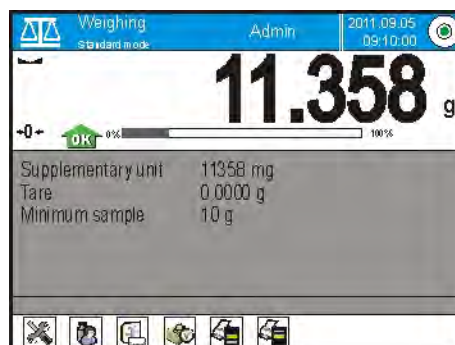 Weighing
Standard mode
Admin
2011.09.05
09:10:00
11.358 g
+0+
OK
0%
100%
Supplementary unit 11358 mg
Tare 0.0000 g
Minimum sample 10 g